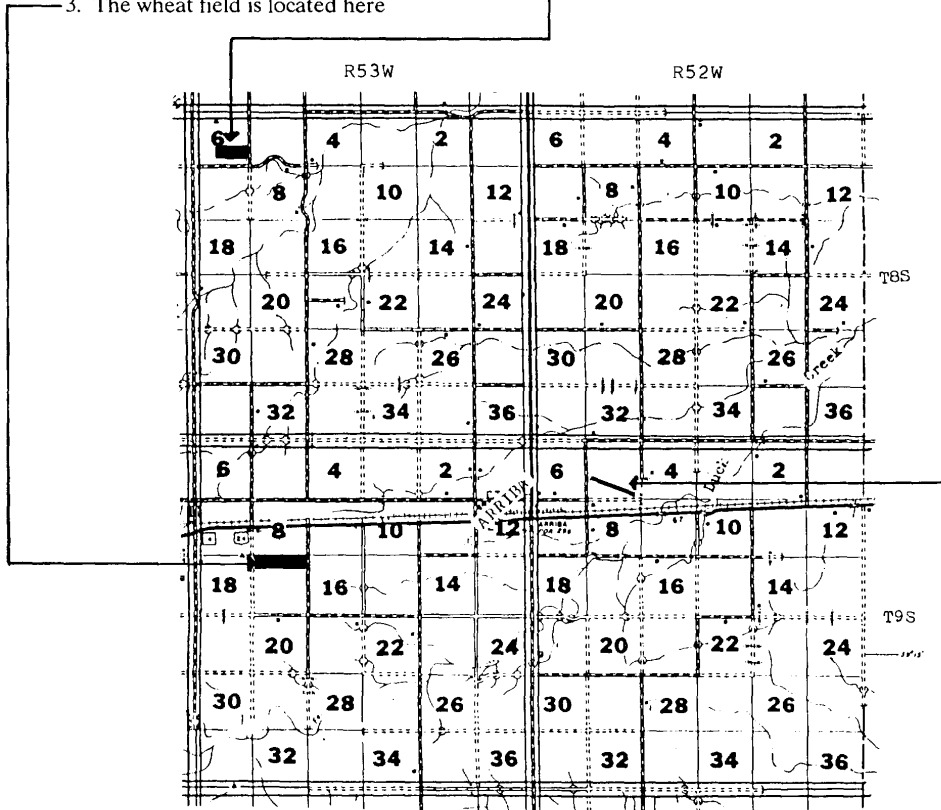 3. The wheat field is located here
R53W R52W
6 4 2 6 4 2
8 10 12 8 10 12
18 16 14 18 16 14
T8S
20 22 24 20 22 24
30 28 26 30 28 26
Creek
32 34 36 32 34 36
6 4 2 6 4 2
Duck
ARRIBA
8 10 12 8 10 12
ARRIBA
18 16 14 18 16 14
T9S
20 22 24 20 22 24
30 28 26 30 28 26
32 34 36 32 34 36